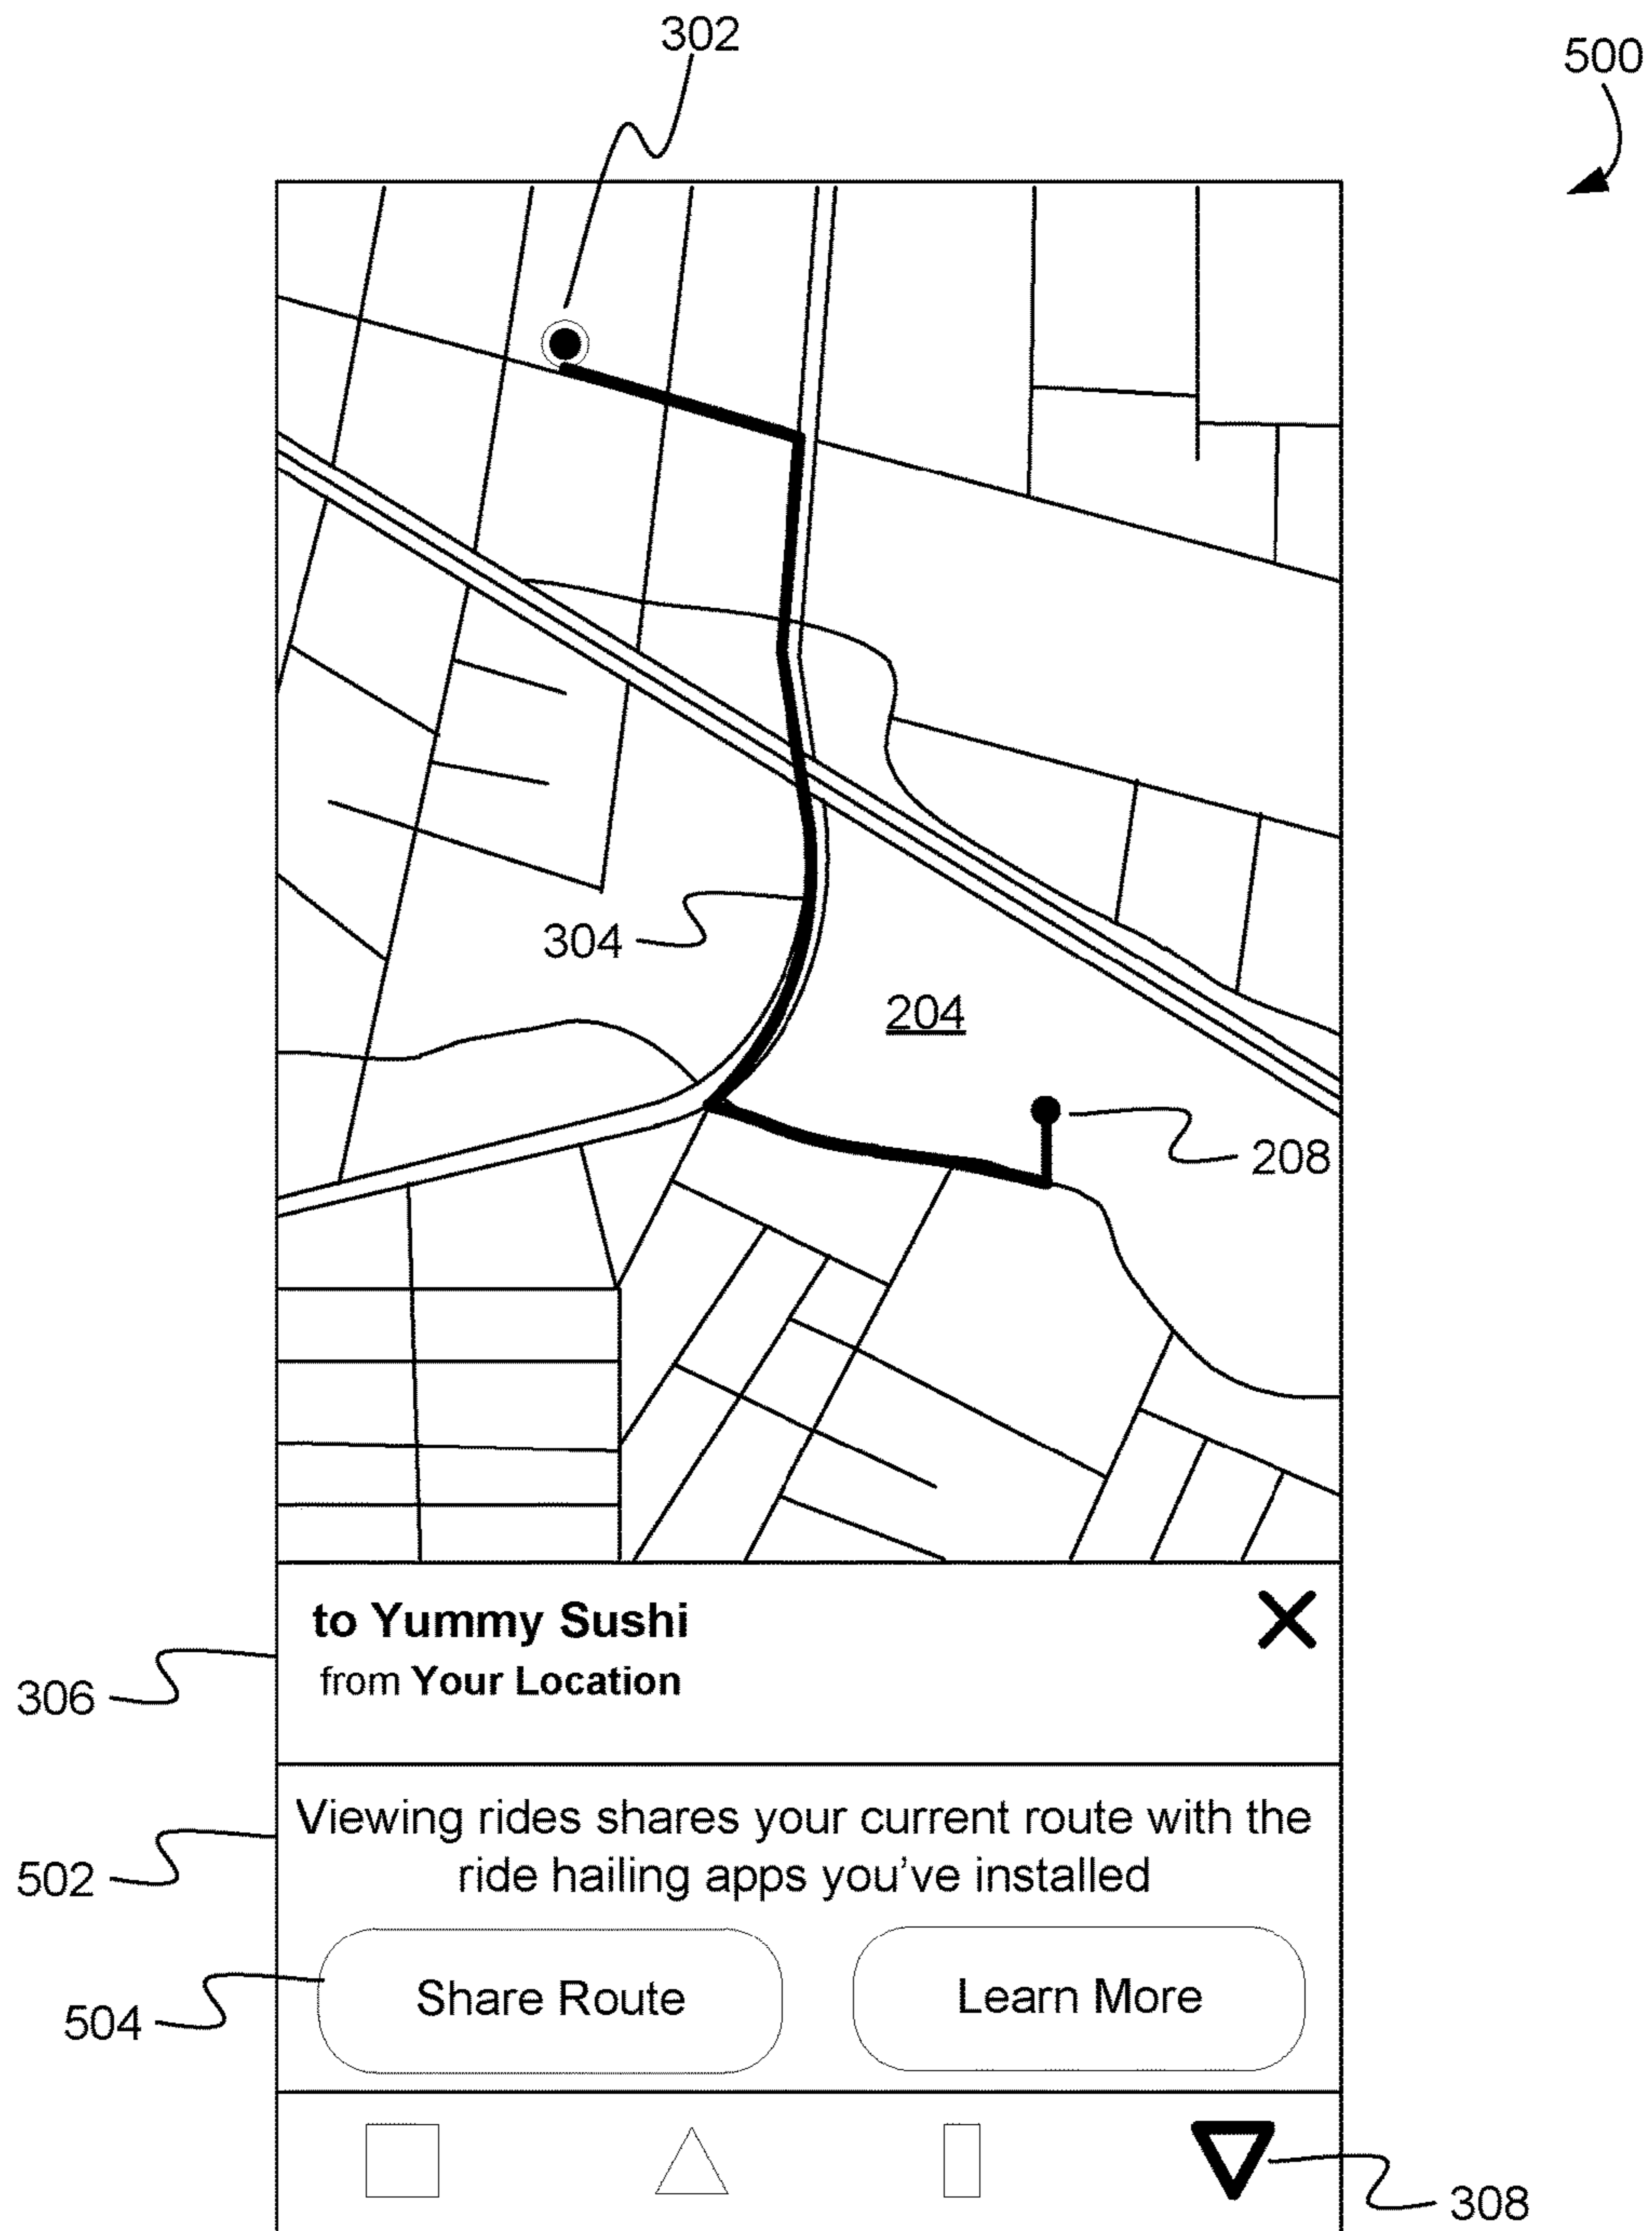 302
500
304
204
208
to Yummy Sushi
from Your Location
306
Viewing rides shares your current route with the
ride hailing apps you've installed
502
Share Route
Learn More
504
308